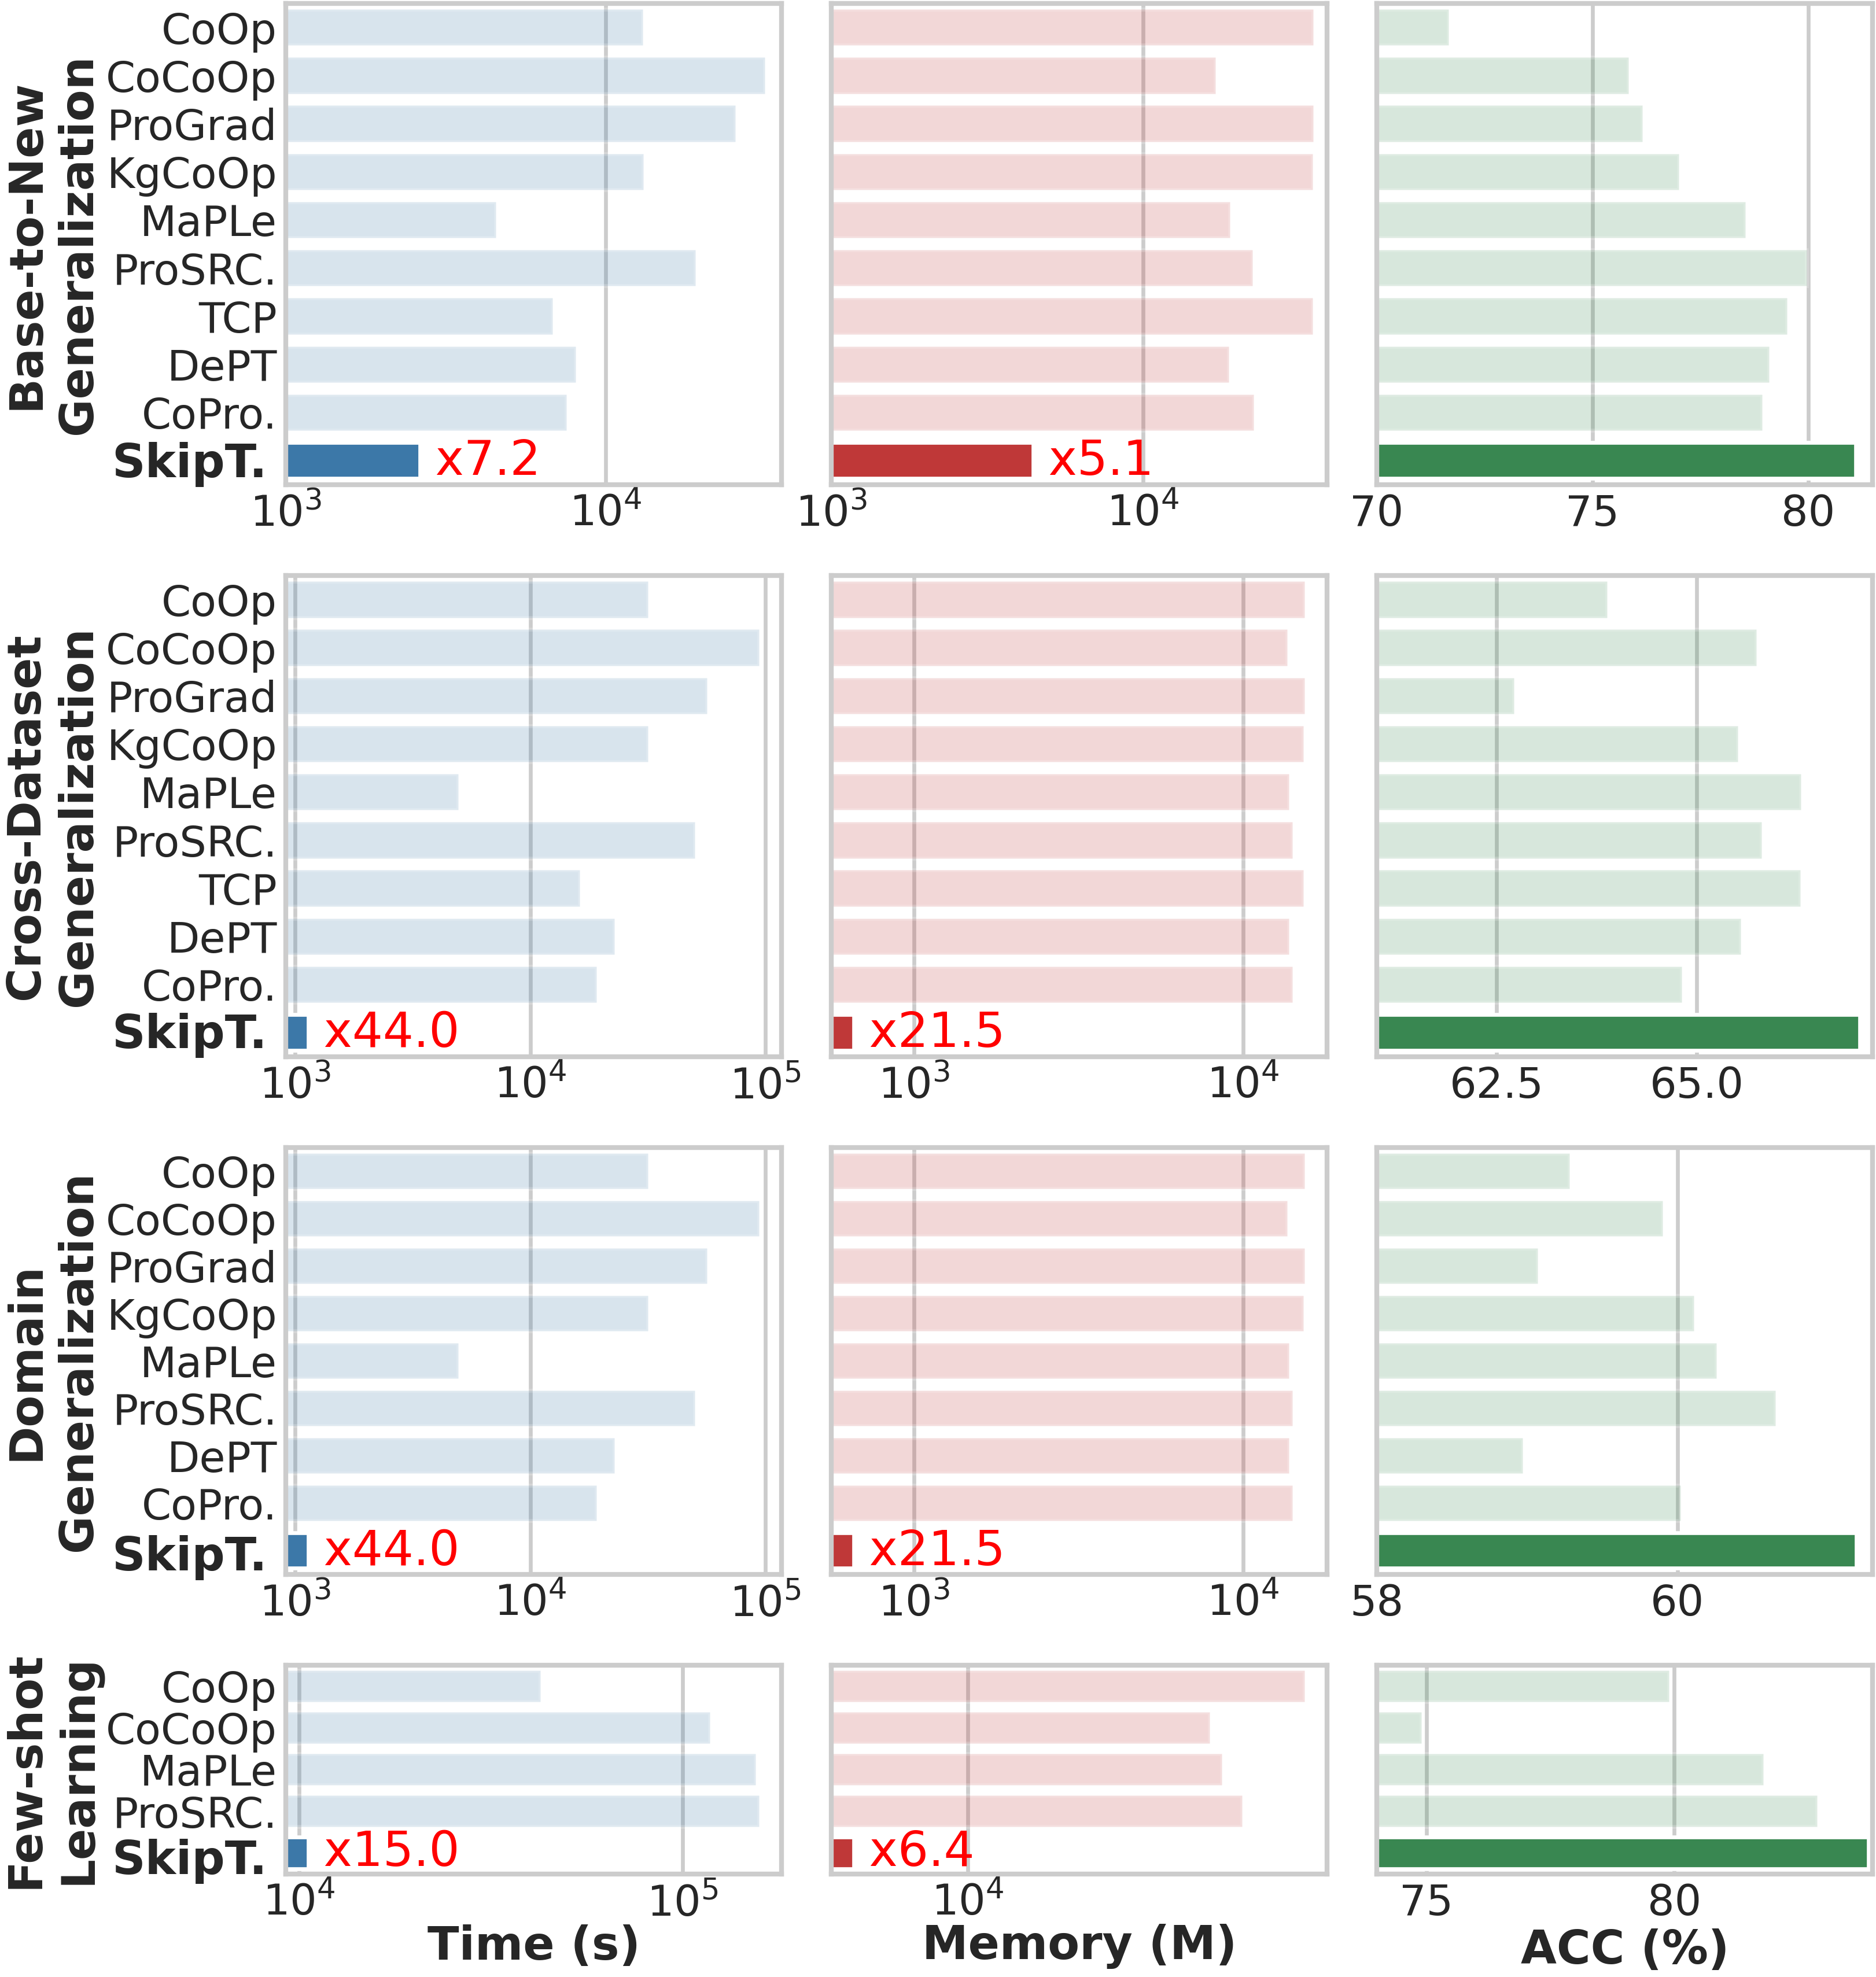 Base-to-New
Generalization
CoOp
CoCoOp
ProGrad
KgCoOp
MaPLe
ProSRC.
TCP
DePT
CoPro.
SkipT.
x7.2
x5.1
10³ 10⁴
10³ 10⁴
70 75 80
Cross-Dataset
Generalization
CoOp
CoCoOp
ProGrad
KgCoOp
MaPLe
ProSRC.
TCP
DePT
CoPro.
SkipT.
x44.0
x21.5
10³ 10⁴ 10⁵
10³ 10⁴
62.5 65.0
Domain
Generalization
CoOp
CoCoOp
ProGrad
KgCoOp
MaPLe
ProSRC.
DePT
CoPro.
SkipT.
x44.0
x21.5
10³ 10⁴ 10⁵
10³ 10⁴
58 60
Few-shot
Learning
CoOp
CoCoOp
MaPLe
ProSRC.
SkipT.
x15.0
x6.4
10⁴ 10⁵
10⁴
75 80
Time (s)
Memory (M)
ACC (%)